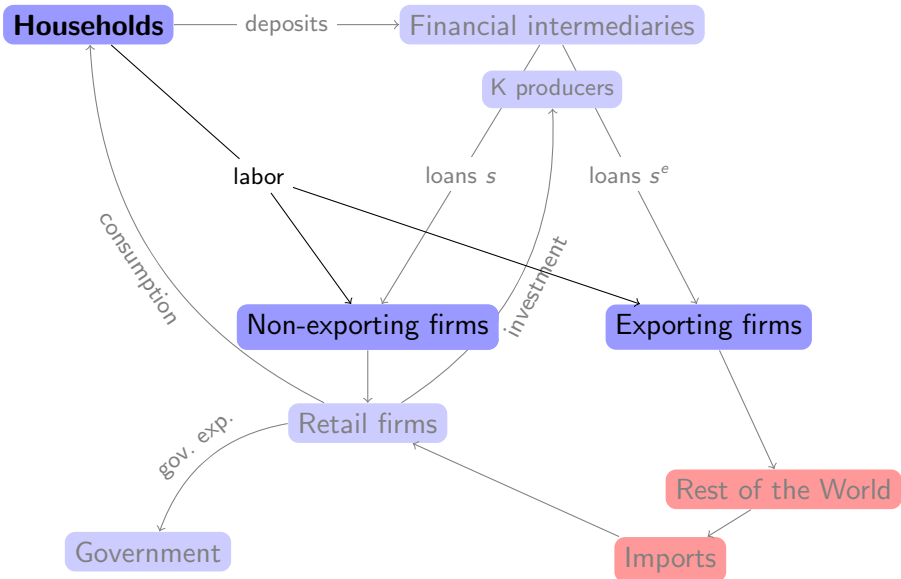 Households
deposits
Financial intermediaries
K producers
labor
loans s
loans sᵉ
consumption
investment
Non-exporting firms
Exporting firms
Retail firms
gov. exp.
Rest of the World
Government
Imports